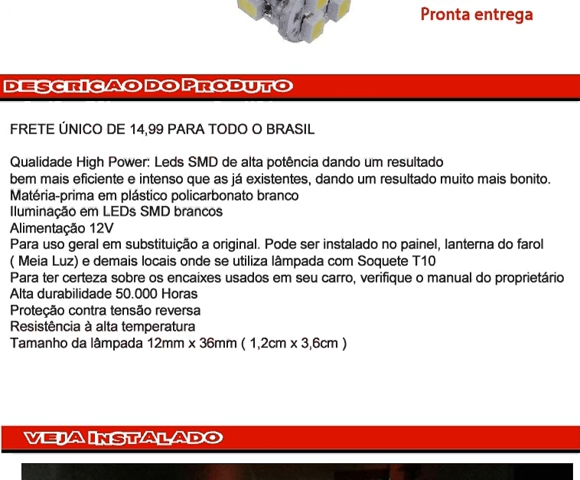 Pronta entrega
DESCRIÇAO DO PRODUTO
FRETE ÚNICO DE 14,99 PARA TODO O BRASIL
Qualidade High Power: Leds SMD de alta potência dando um resultado
bem mais eficiente e intenso que as já existentes, dando um resultado muito mais bonito.
Matéria-prima em plástico policarbonato branco
Iluminação em LEDs SMD brancos
Alimentação 12V
Para uso geral em substituição a original. Pode ser instalado no painel, lanterna do farol
( Meia Luz) e demais locais onde se utiliza lâmpada com Soquete T10
Para ter certeza sobre os encaixes usados em seu carro, verifique o manual do proprietário
Alta durabilidade 50.000 Horas
Proteção contra tensão reversa
Resistência à alta temperatura
Tamanho da lâmpada 12mm x 36mm ( 1,2cm x 3,6cm )
VEJA INSTALADO